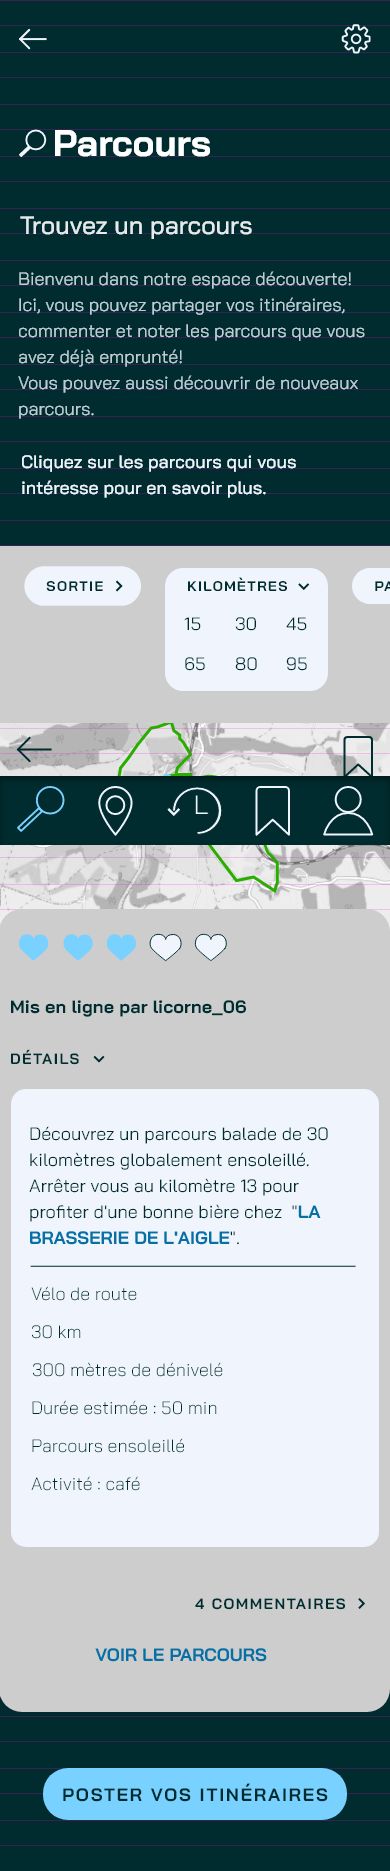 Parcours
Trouvez un parcours
Bienvenu dans notre espace découverte!
Ici, vous pouvez partager vos itinéraires,
commenter et noter les parcours que vous
avez déjà emprunté!
Vous pouvez aussi découvrir de nouveaux
parcours.
Cliquez sur les parcours qui vous
intéresse pour en savoir plus.
SORTIE
KILOMÈTRES
PA
15 30 45
65 80 95
Mis en ligne par licorne_06
DÉTAILS
Découvrez un parcours balade de 30
kilomètres globalement ensoleillé.
Arrêter vous au kilomètre 13 pour
profiter d'une bonne bière chez "LA
BRASSERIE DE L'AIGLE".
Vélo de route
30 km
300 mètres de dénivelé
Durée estimée : 50 min
Parcours ensoleillé
Activité : café
4 COMMENTAIRES
VOIR LE PARCOURS
POSTER VOS ITINÉRAIRES